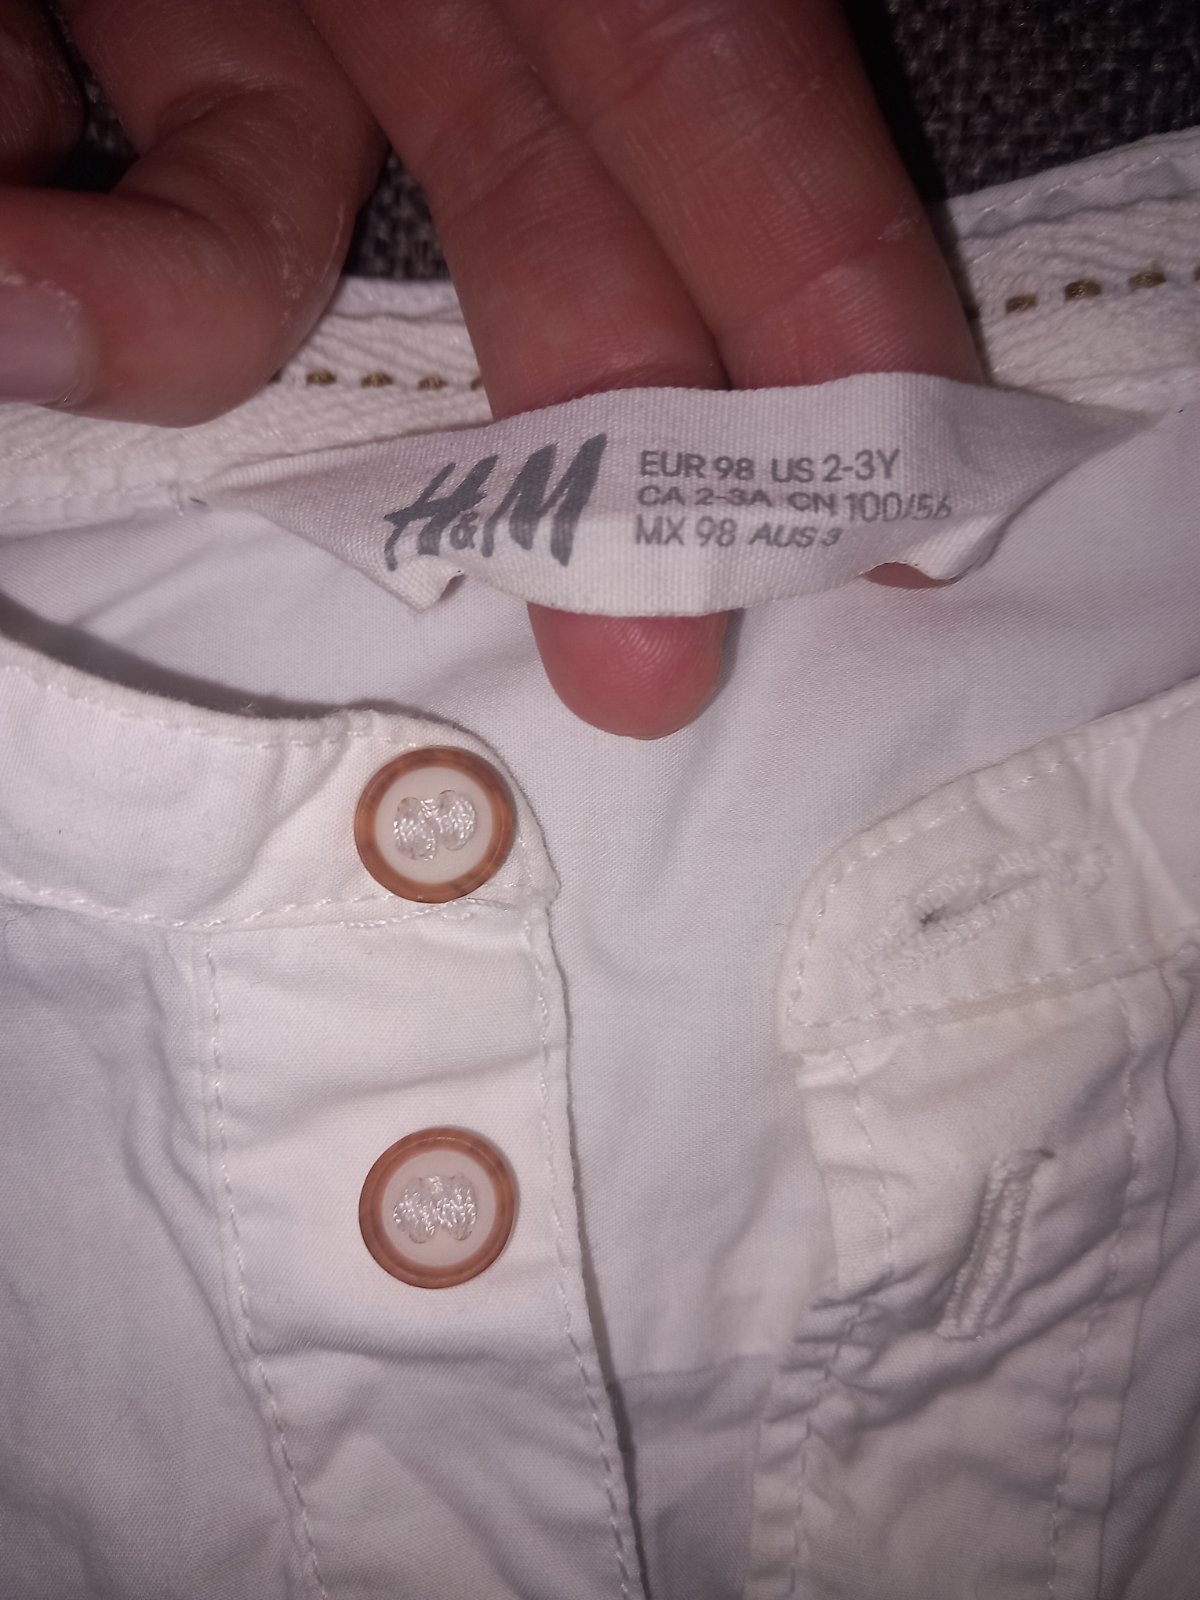 H&M
EUR 98 US 2-3Y
CA 2-3A CN 100/56
MX 98 AUS 3